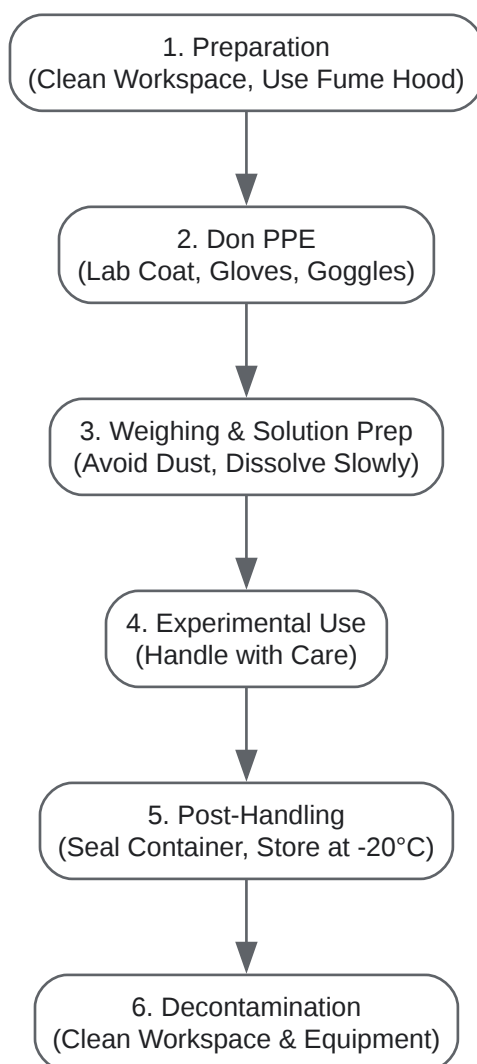 1. Preparation
(Clean Workspace, Use Fume Hood)
2. Don PPE
(Lab Coat, Gloves, Goggles)
3. Weighing & Solution Prep
(Avoid Dust, Dissolve Slowly)
4. Experimental Use
(Handle with Care)
5. Post-Handling
(Seal Container, Store at -20°C)
6. Decontamination
(Clean Workspace & Equipment)